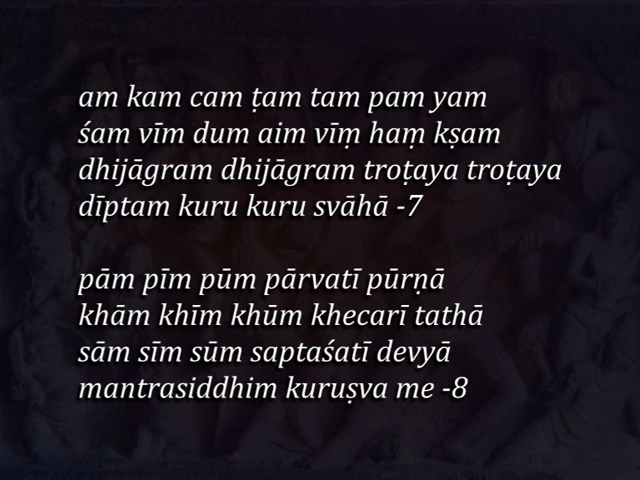 am kam cam ṭam tam pam yam
śam vīm dum aim vīṃ haṃ kṣam
dhijāgram dhijāgram troṭaya troṭaya
dīptam kuru kuru svāhā -7
pām pīm pūm pārvatī pūrṇā
khām khīm khūm khecarī tathā
sām sīm sūm saptaśatī devyā
mantrasiddhim kuruṣva me -8